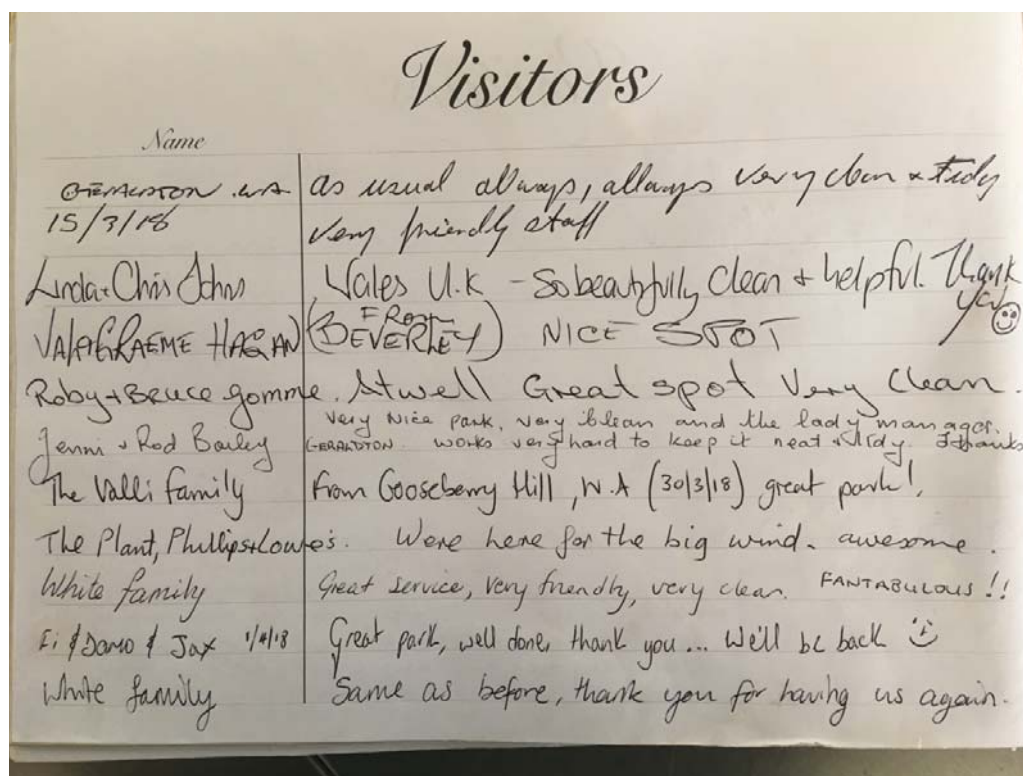 Visitors
Name
GERALDTON .WA. as usual allways, allways very clean & tidy
15/3/18 very friendly staff
Linda & Chris Johns Wales U.K - So beautifully clean + helpful. Thank you
VAL & GRAEME HAGAN (FROM BEVERLEY) NICE SPOT
Roby + Bruce Gomme. Atwell Great spot Very Clean.
Very Nice park, very clean and the lady manager.
Jenni & Rod Bailey GERALDTON. works very hard to keep it neat & tidy. Thanks
The Valli family from Gooseberry Hill, W.A (30/3/18) great park!,
The Plant, Phillips & Lowe's. Were here for the big wind. awesome.
White family Great service, very friendly, very clean. FANTABULOUS !!
& Damo & Jax 1/4/18 Great park, well done, thank you... We'll be back
White family Same as before, thank you for having us again.